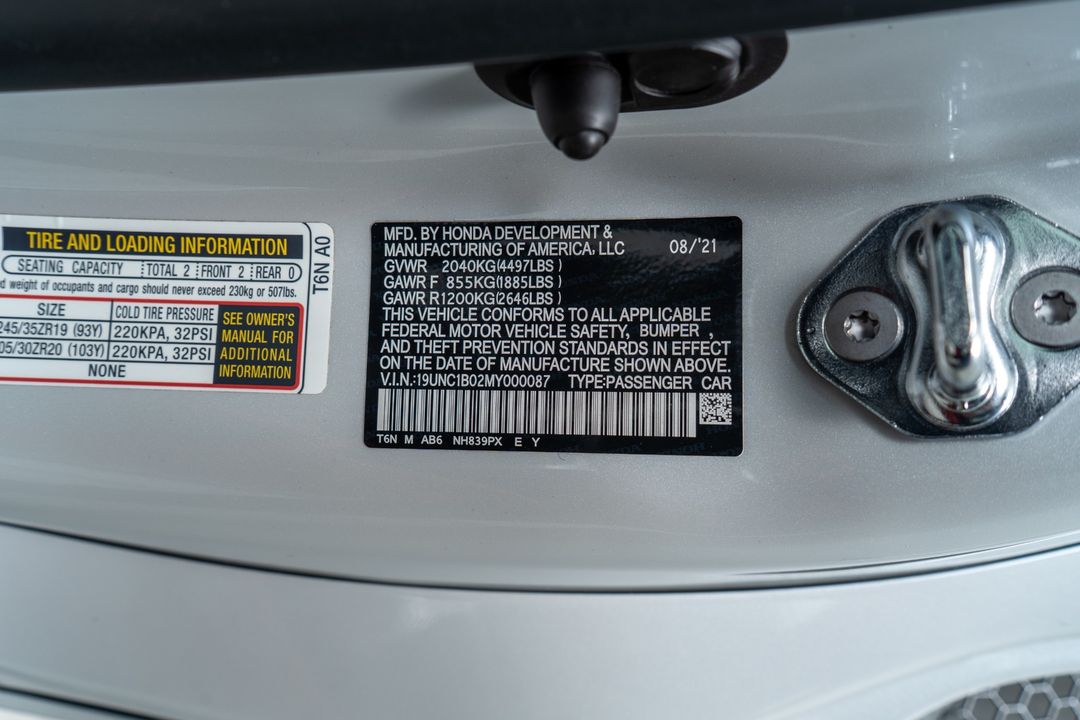 TIRE AND LOADING INFORMATION
SEATING CAPACITY TOTAL 2 FRONT 2 REAR 0
weight of occupants and cargo should never exceed 230kg or 507lbs.
SIZE COLD TIRE PRESSURE
245/35ZR19 (93Y) 220KPA, 32PSI
05/30ZR20 (103Y) 220KPA, 32PSI
NONE
SEE OWNER'S
MANUAL FOR
ADDITIONAL
INFORMATION
T6N A0
MFD. BY HONDA DEVELOPMENT &
MANUFACTURING OF AMERICA, LLC 08/'21
GVWR 2040KG(4497LBS )
GAWR F 855KG(1885LBS )
GAWR R1200KG(2646LBS )
THIS VEHICLE CONFORMS TO ALL APPLICABLE
FEDERAL MOTOR VEHICLE SAFETY, BUMPER ,
AND THEFT PREVENTION STANDARDS IN EFFECT
ON THE DATE OF MANUFACTURE SHOWN ABOVE.
V.I.N.:19UNC1B02MY000087 TYPE:PASSENGER CAR
T6N M AB6 NH839PX E Y